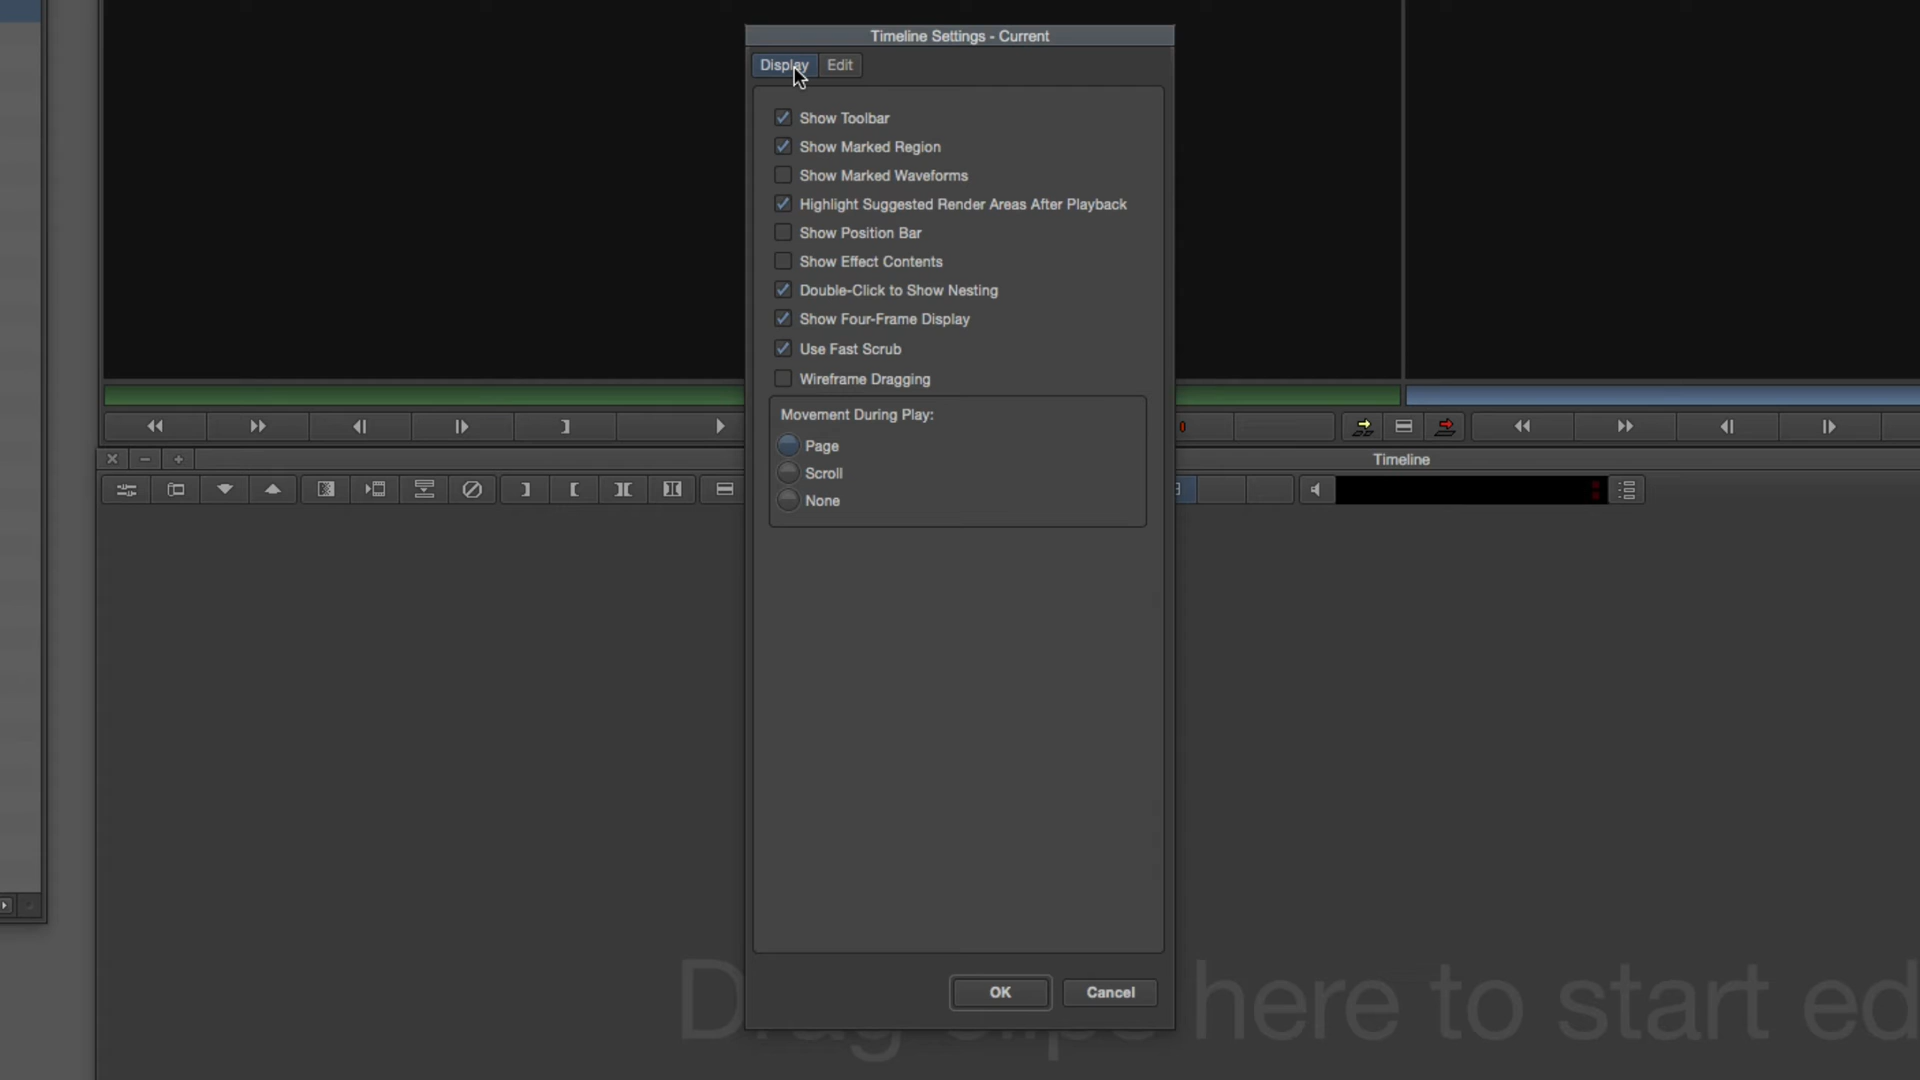 Timeline Settings - Current
Display Edit
Show Toolbar
Show Marked Region
Show Marked Waveforms
Highlight Suggested Render Areas After Playback
Show Position Bar
Show Effect Contents
Double-Click to Show Nesting
Show Four-Frame Display
Use Fast Scrub
Wireframe Dragging
Movement During Play:
Page
Scroll
None
Timeline
OK Cancel
Drag clips here to start ed